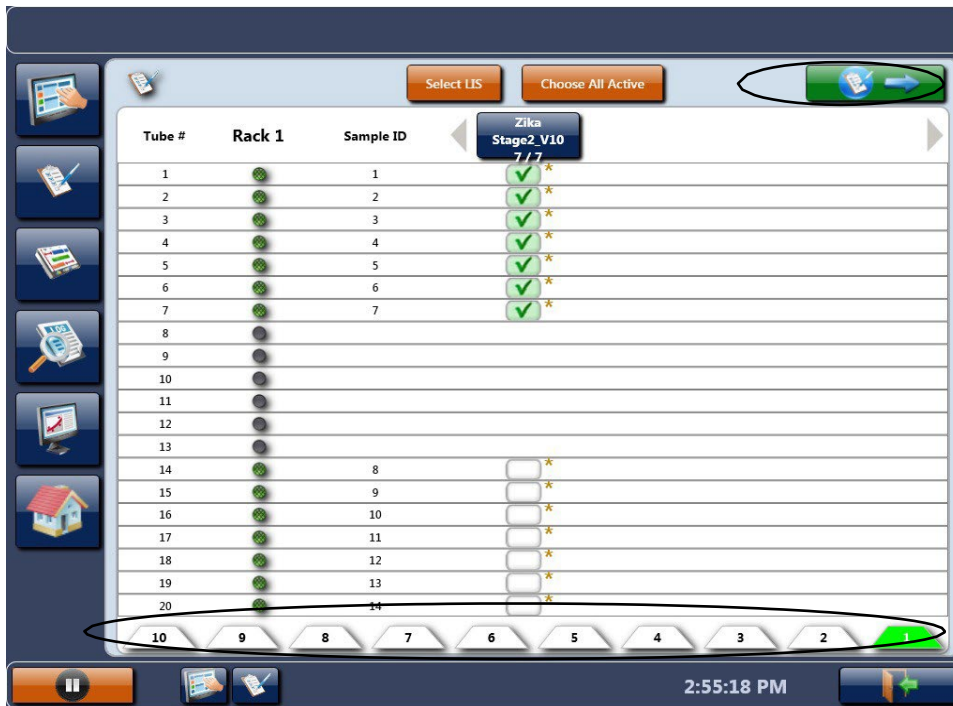 Select LIS Choose All Active
Tube # Rack 1 Sample ID Zika
Stage2_V10
7 / 7
1 1
2 2
3 3
4 4
5 5
6 6
7 7
8
9
10
11
12
13
14 8
15 9
16 10
17 11
18 12
19 13
20 14
10 9 8 7 6 5 4 3 2 1
2:55:18 PM
LOG